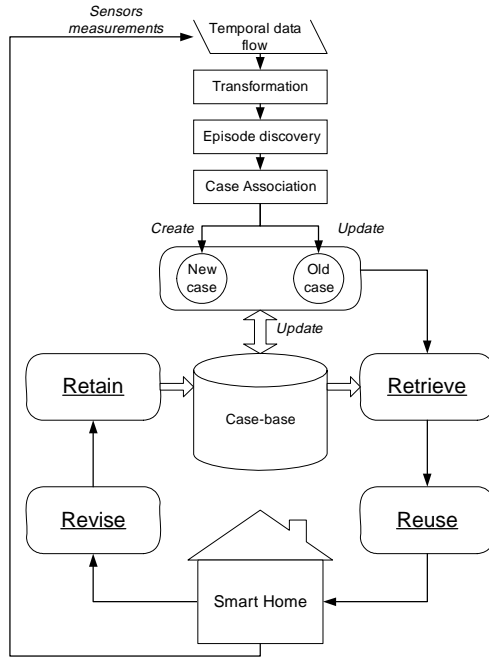 Sensors
measurements
Temporal data
flow
Transformation
Episode discovery
Case Association
Create
Update
New
case
Old
case
Update
Retain
Case-base
Retrieve
Revise
Reuse
Smart Home